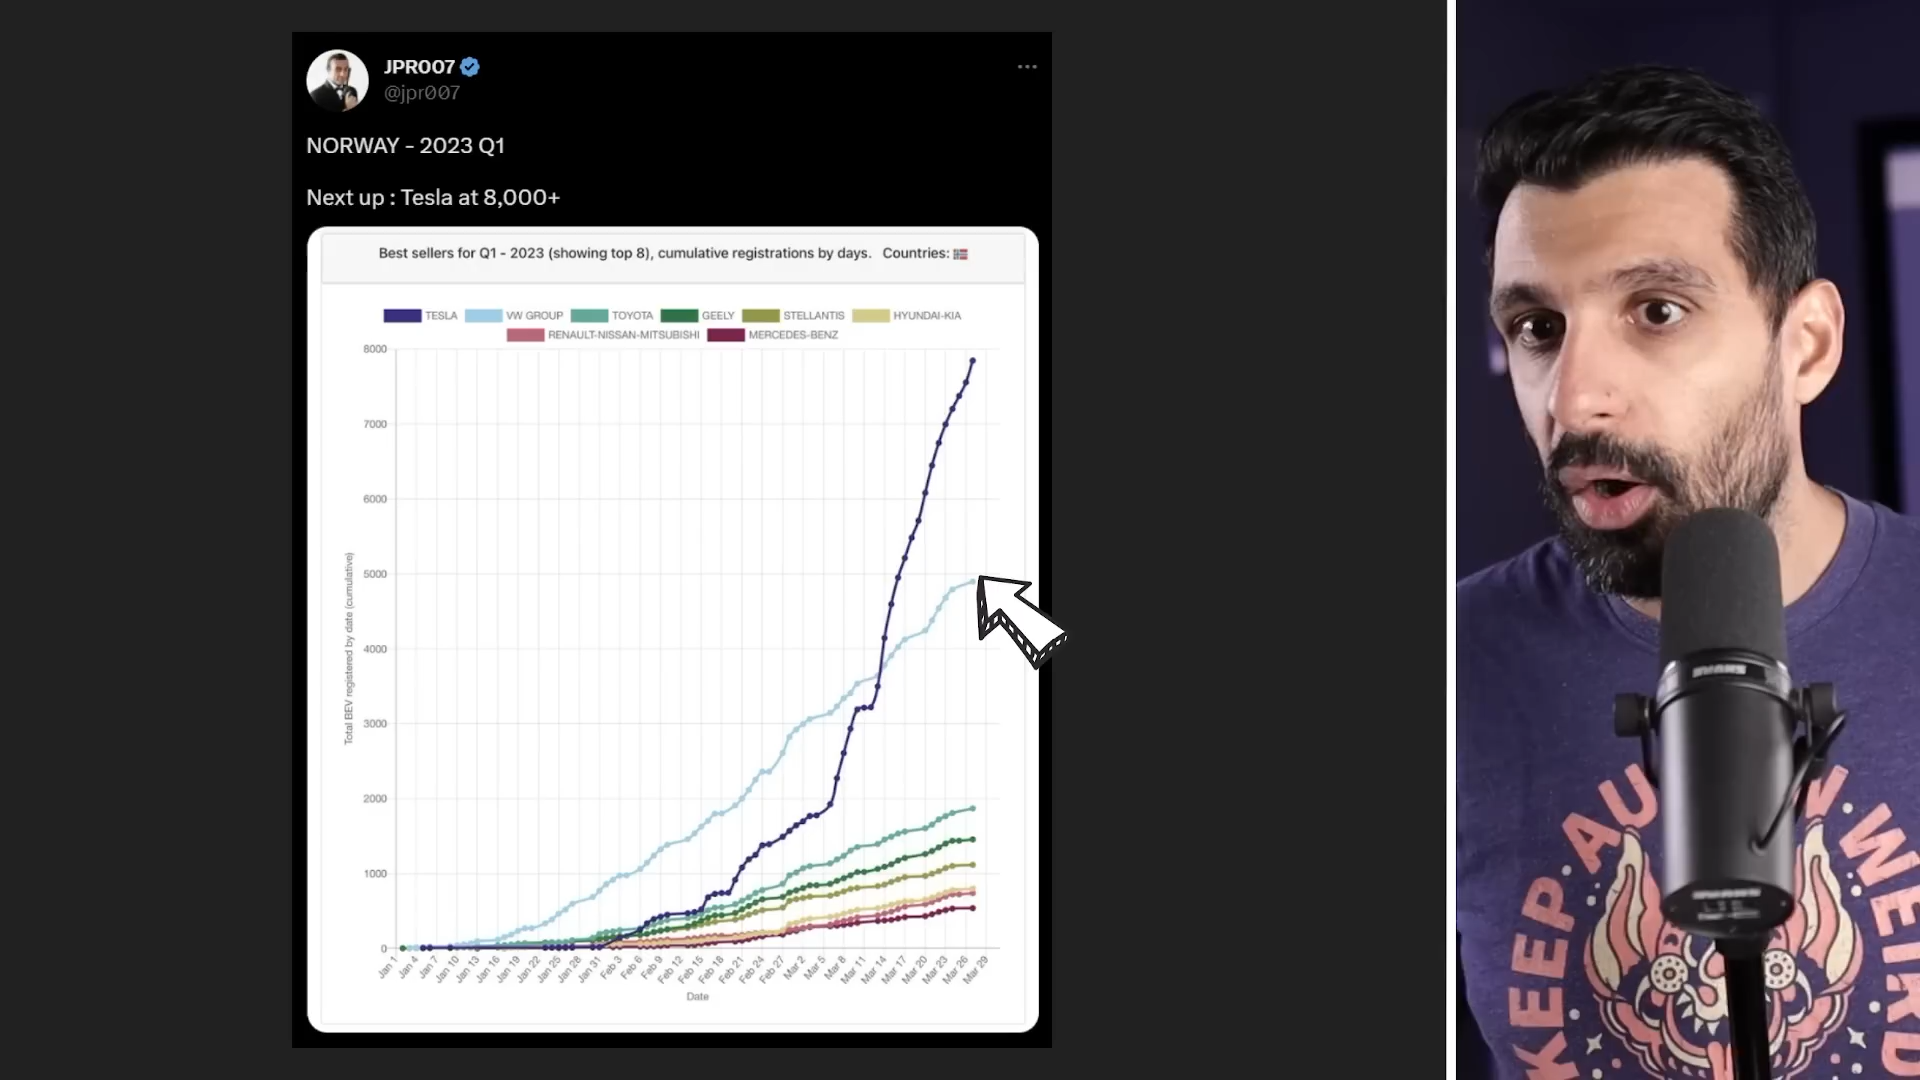 JPR007
@jpr007
NORWAY - 2023 Q1
Next up : Tesla at 8,000+
Best sellers for Q1 - 2023 (showing top 8), cumulative registrations by days. Countries:
TESLA VW GROUP TOYOTA GEELY STELLANTIS HYUNDAI-KIA
RENAULT-NISSAN-MITSUBISHI MERCEDES-BENZ
8000
7000
6000
5000
4000
3000
2000
1000
0
Total BEV registered by date (cumulative)
Jan 1 Jan 4 Jan 7 Jan 10 Jan 13 Jan 16 Jan 19 Jan 22 Jan 25 Jan 28 Jan 31 Feb 3 Feb 6 Feb 9 Feb 12 Feb 15 Feb 18 Feb 21 Feb 24 Feb 27 Mar 2 Mar 5 Mar 8 Mar 11 Mar 14 Mar 17 Mar 20 Mar 23 Mar 26 Mar 29
Date
KEEP WEIRD